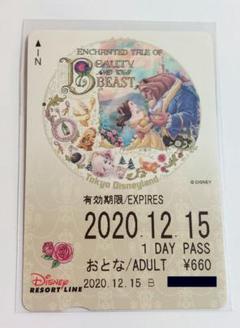 IN
ENCHANTED TALE OF
BEAUTY
AND THE
BEAST
Tokyo Disneyland
© DISNEY
有効期限/EXPIRES
2020.12.15
1 DAY PASS
おとな/ADULT ¥660
Disney
RESORT LINE
2020.12.15 日